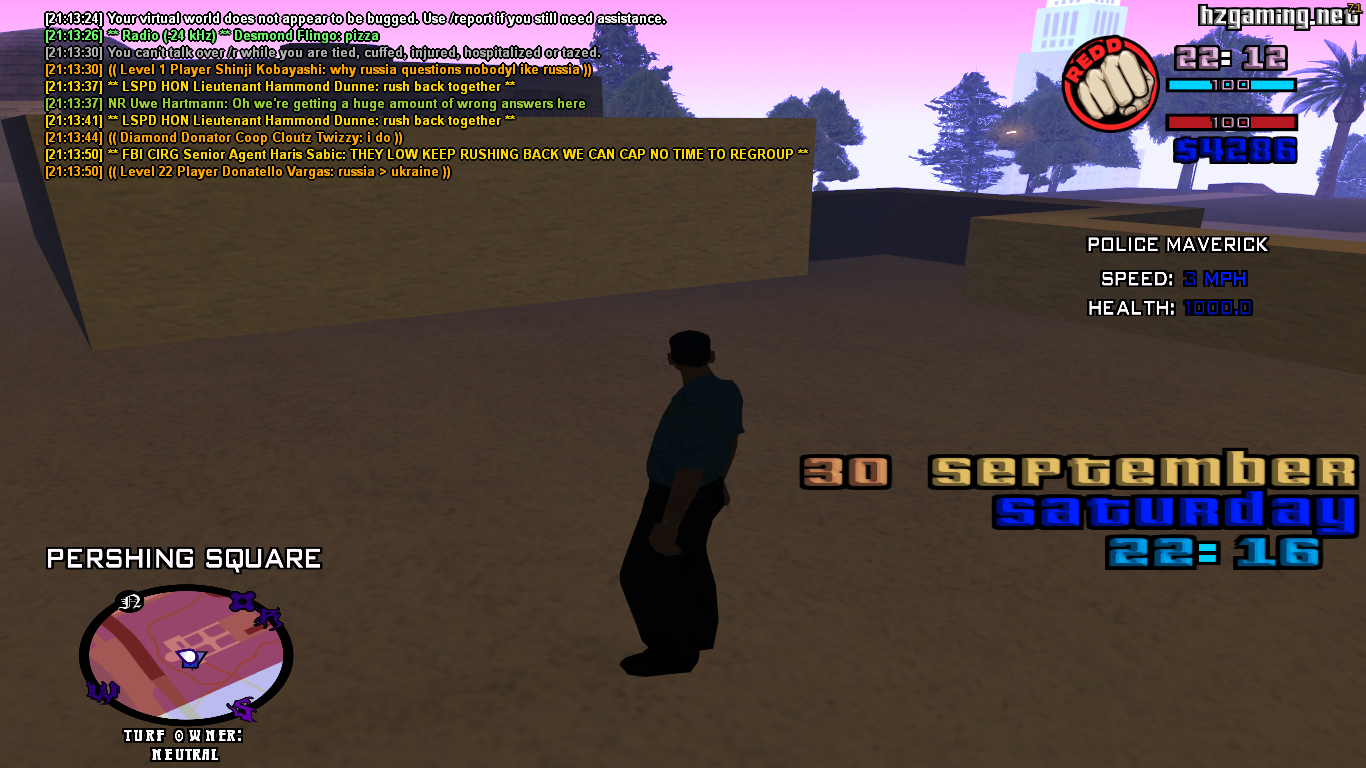 [21:13:24] Your virtual world does not appear to be bugged. Use /report if you still need assistance.
[21:13:26] ** Radio (-24 kHz) ** Desmond Flingo: pizza
[21:13:30] You can't talk over /r while you are tied, cuffed, injured, hospitalized or tazed.
[21:13:30] (( Level 1 Player Shinji Kobayashi: why russia questions nobodyl ike russia ))
[21:13:37] ** LSPD HON Lieutenant Hammond Dunne: rush back together **
[21:13:37] NR Uwe Hartmann: Oh we're getting a huge amount of wrong answers here
[21:13:41] ** LSPD HON Lieutenant Hammond Dunne: rush back together **
[21:13:44] (( Diamond Donator Coop Cloutz Twizzy: i do ))
[21:13:50] ** FBI CIRG Senior Agent Haris Sabic: THEY LOW KEEP RUSHING BACK WE CAN CAP NO TIME TO REGROUP **
[21:13:50] (( Level 22 Player Donatello Vargas: russia > ukraine ))
71
hzgaming.net
REDD
22:12
100
100
$4286
POLICE MAVERICK
SPEED: 3 MPH
HEALTH: 1000.0
30 September
Saturday
22:16
PERSHING SQUARE
N
W
S
TURF OWNER:
NEUTRAL